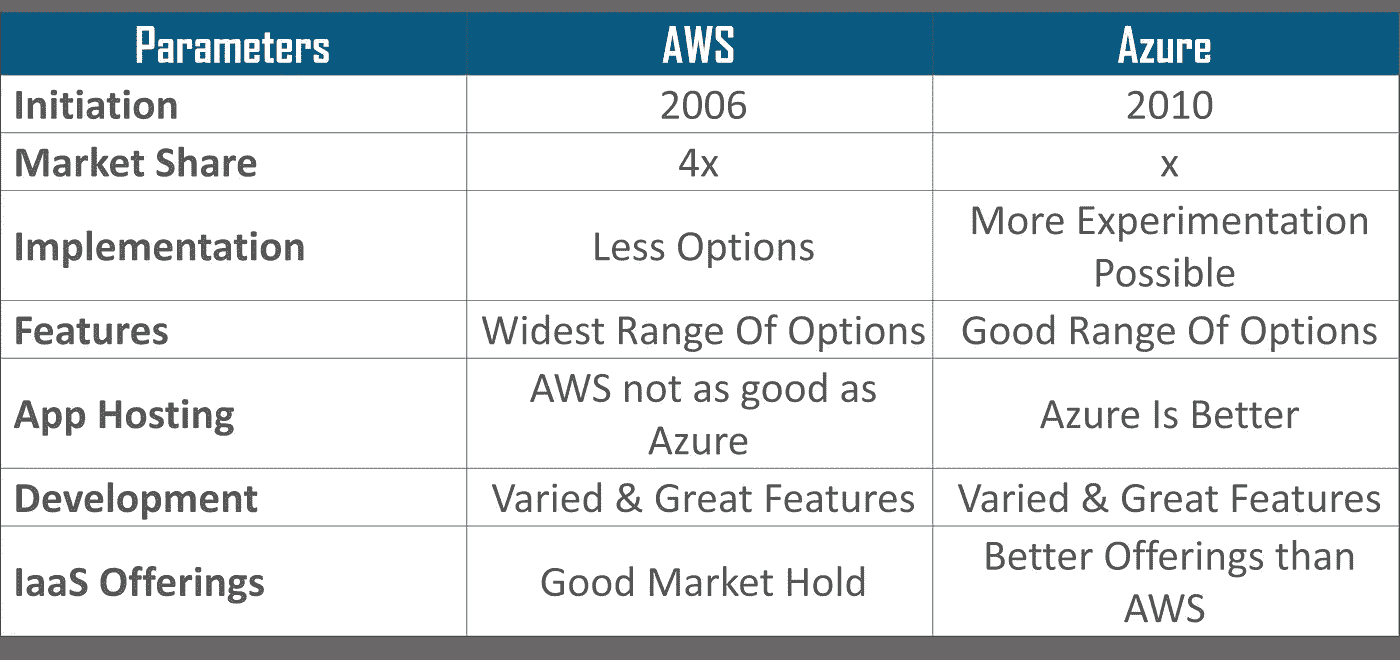 Parameters AWS Azure
Initiation 2006 2010
Market Share 4x x
Implementation Less Options More Experimentation
Possible
Features Widest Range Of Options Good Range Of Options
App Hosting AWS not as good as
Azure Azure Is Better
Development Varied & Great Features Varied & Great Features
IaaS Offerings Good Market Hold Better Offerings than
AWS